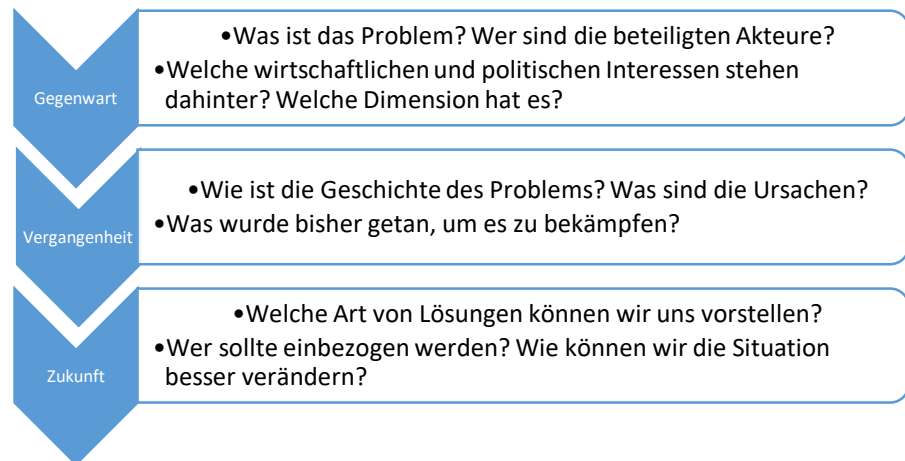 Gegenwart
•Was ist das Problem? Wer sind die beteiligten Akteure?
•Welche wirtschaftlichen und politischen Interessen stehen
dahinter? Welche Dimension hat es?
Vergangenheit
•Wie ist die Geschichte des Problems? Was sind die Ursachen?
•Was wurde bisher getan, um es zu bekämpfen?
Zukunft
•Welche Art von Lösungen können wir uns vorstellen?
•Wer sollte einbezogen werden? Wie können wir die Situation
besser verändern?